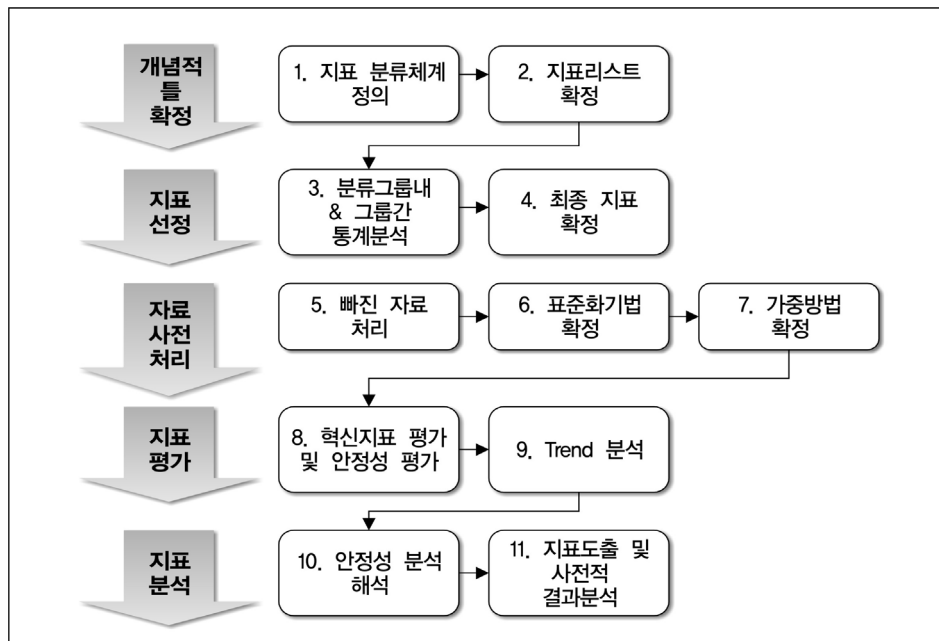 개념적
틀
확정
1. 지표 분류체계
정의
2. 지표리스트
확정
지표
선정
3. 분류그룹내
& 그룹간
통계분석
4. 최종 지표
확정
자료
사전
처리
5. 빠진 자료
처리
6. 표준화기법
확정
7. 가중방법
확정
지표
평가
8. 혁신지표 평가
및 안정성 평가
9. Trend 분석
지표
분석
10. 안정성 분석
해석
11. 지표도출 및
사전적
결과분석